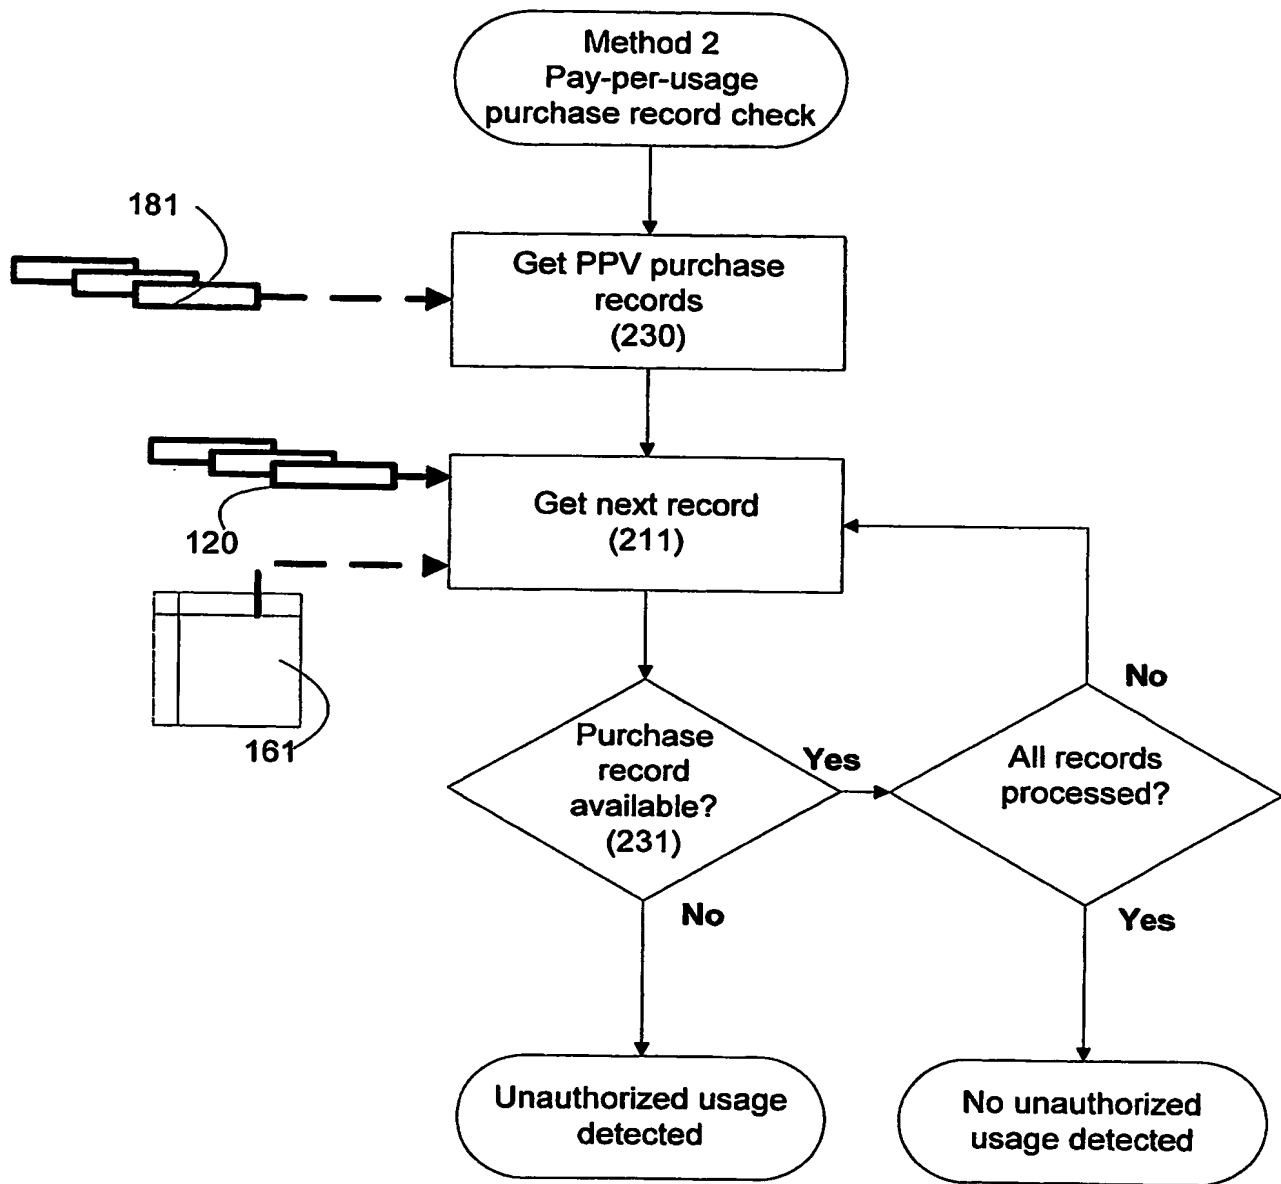 Method 2
Pay-per-usage
purchase record check
181
Get PPV purchase
records
(230)
Get next record
(211)
120
161
Purchase
record
available?
(231)
Yes
No
All records
processed?
No
Yes
Unauthorized usage
detected
No unauthorized
usage detected